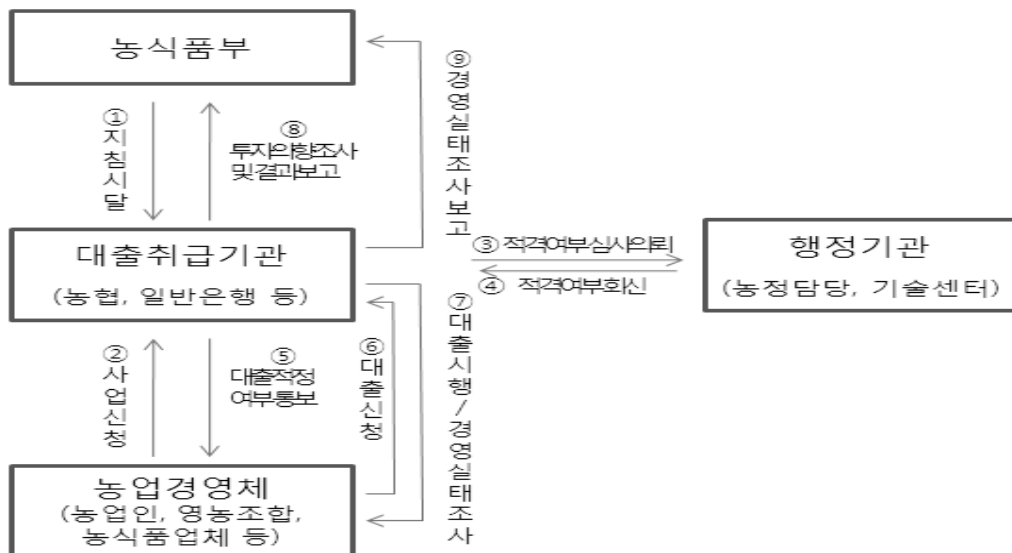 농식품부
① 지침시달
⑧
투자의향조사
및결과보고
⑨ 경영실태조사보고
대출취급기관
(농협, 일반은행 등)
③ 적격여부심사의뢰
④ 적격여부회신
행정기관
(농정담당, 기술센터)
② 사업신청
⑤
대출적정
여부통보
⑥ 대출신청
⑦ 대출시행/경영실태조사
농업경영체
(농업인, 영농조합,
농식품업체 등)